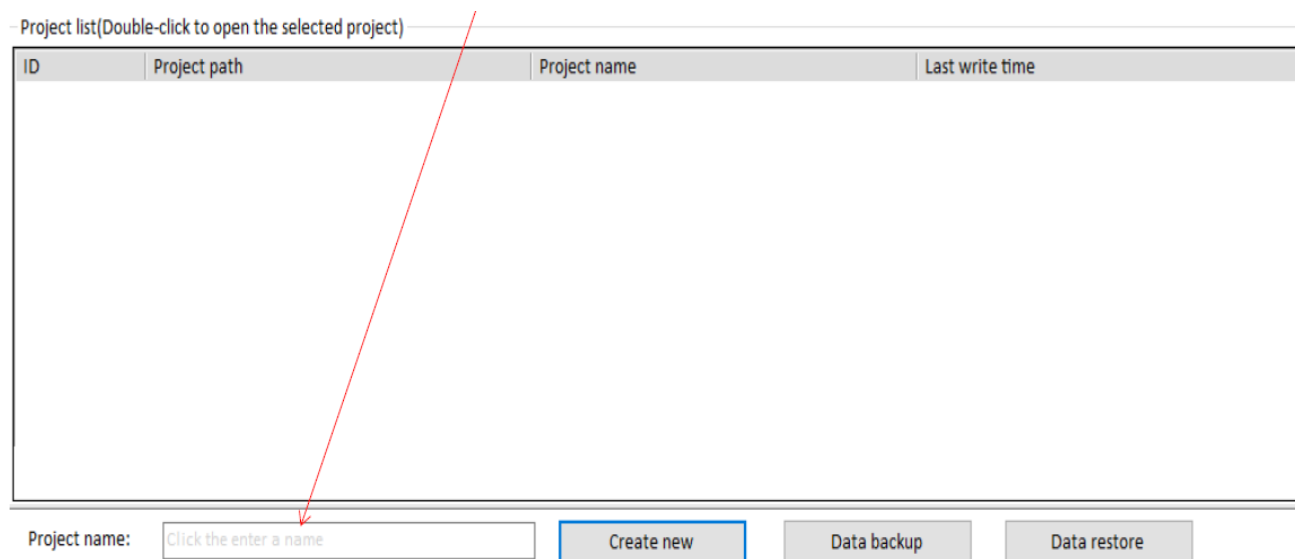 Project list(Double-click to open the selected project)
ID Project path Project name Last write time
Project name: Click the enter a name Create new Data backup Data restore